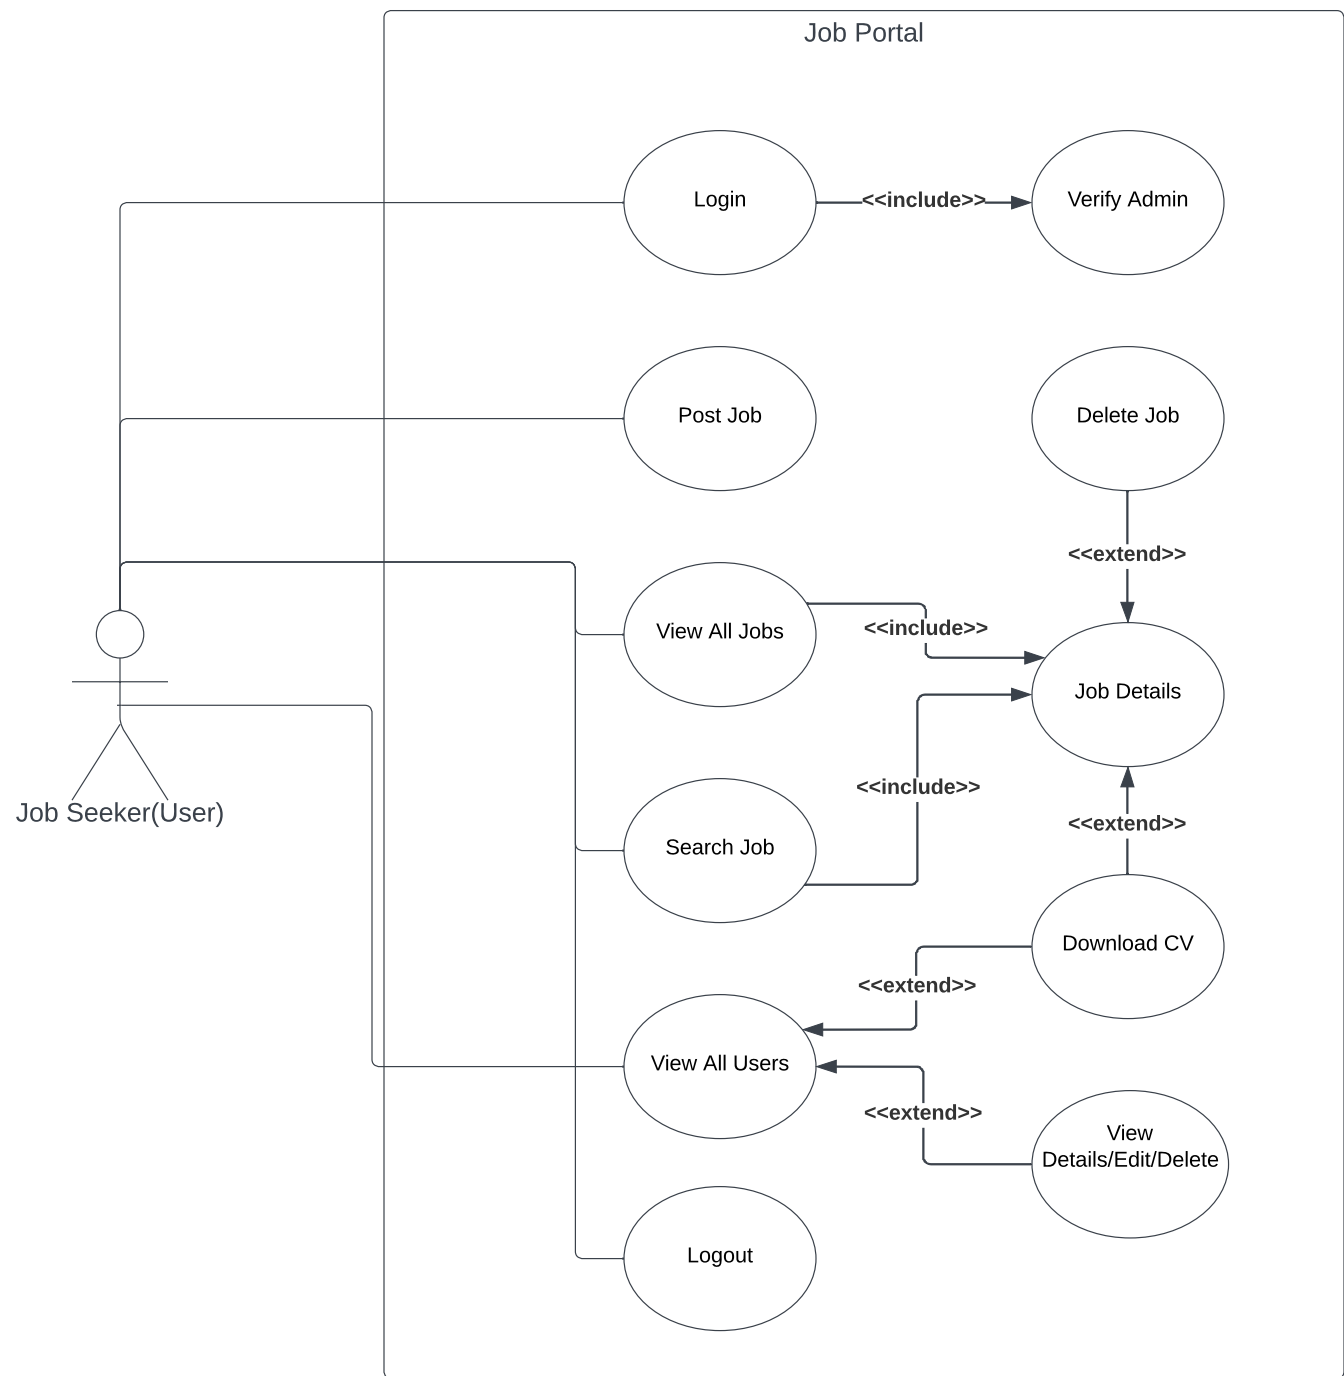 Job Portal
Login
<<include>>
Verify Admin
Post Job
Delete Job
<<extend>>
View All Jobs
<<include>>
Job Details
<<include>>
Job Seeker(User)
<<extend>>
Search Job
Download CV
<<extend>>
View All Users
<<extend>>
View
Details/Edit/Delete
Logout